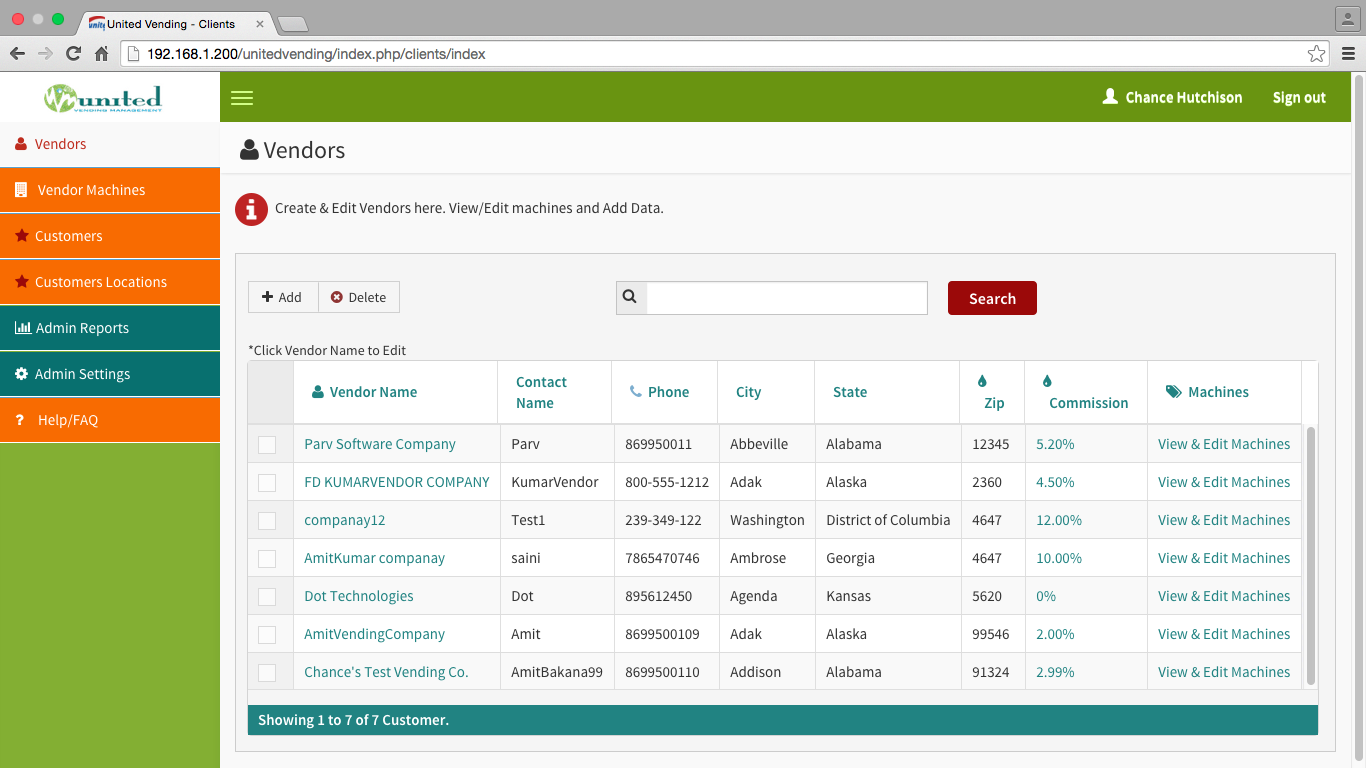 United Vending - Clients
192.168.1.200/unitedvending/index.php/clients/index
united
VENDING MANAGEMENT
Chance Hutchison Sign out
Vendors
Vendor Machines
Customers
Customers Locations
Admin Reports
Admin Settings
Help/FAQ
Vendors
Create & Edit Vendors here. View/Edit machines and Add Data.
Add Delete Search
*Click Vendor Name to Edit
Vendor Name Contact Name Phone City State Zip Commission Machines
Parv Software Company Parv 869950011 Abbeville Alabama 12345 5.20% View & Edit Machines
FD KUMARVENDOR COMPANY KumarVendor 800-555-1212 Adak Alaska 2360 4.50% View & Edit Machines
companay12 Test1 239-349-122 Washington District of Columbia 4647 12.00% View & Edit Machines
AmitKumar companay saini 7865470746 Ambrose Georgia 4647 10.00% View & Edit Machines
Dot Technologies Dot 895612450 Agenda Kansas 5620 0% View & Edit Machines
AmitVendingCompany Amit 8699500109 Adak Alaska 99546 2.00% View & Edit Machines
Chance's Test Vending Co. AmitBakana99 8699500110 Addison Alabama 91324 2.99% View & Edit Machines
Showing 1 to 7 of 7 Customer.